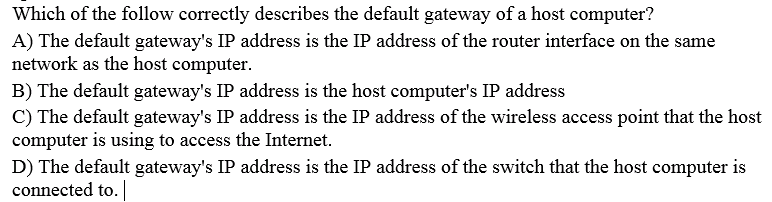 Which of the follow correctly describes the default gateway of a host computer?
A) The default gateway's IP address is the IP address of the router interface on the same
network as the host computer.
B) The default gateway's IP address is the host computer's IP address
C) The default gateway's IP address is the IP address of the wireless access point that the host
computer is using to access the Internet.
D) The default gateway's IP address is the IP address of the switch that the host computer is
connected to.